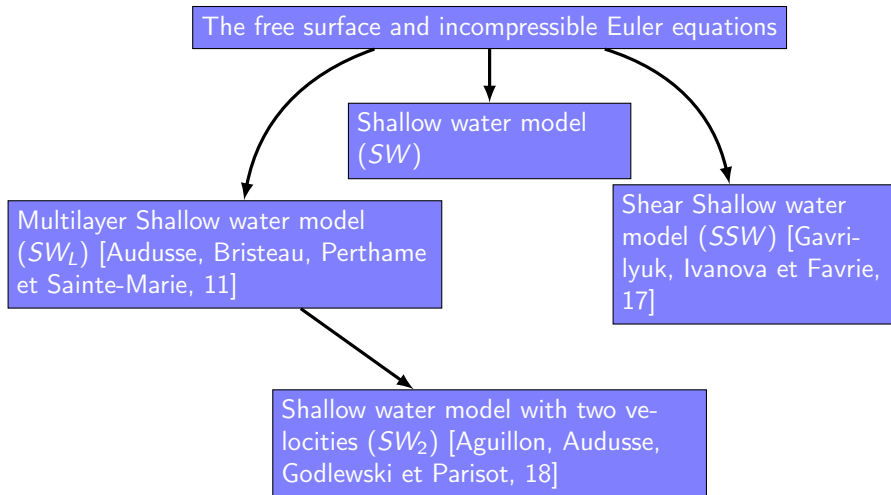 The free surface and incompressible Euler equations
Shallow water model
(SW)
Multilayer Shallow water model
(SW_L) [Audusse, Bristeau, Perthame
et Sainte-Marie, 11]
Shear Shallow water
model (SSW) [Gavri-
lyuk, Ivanova et Favrie,
17]
Shallow water model with two ve-
locities (SW_2) [Aguillon, Audusse,
Godlewski et Parisot, 18]